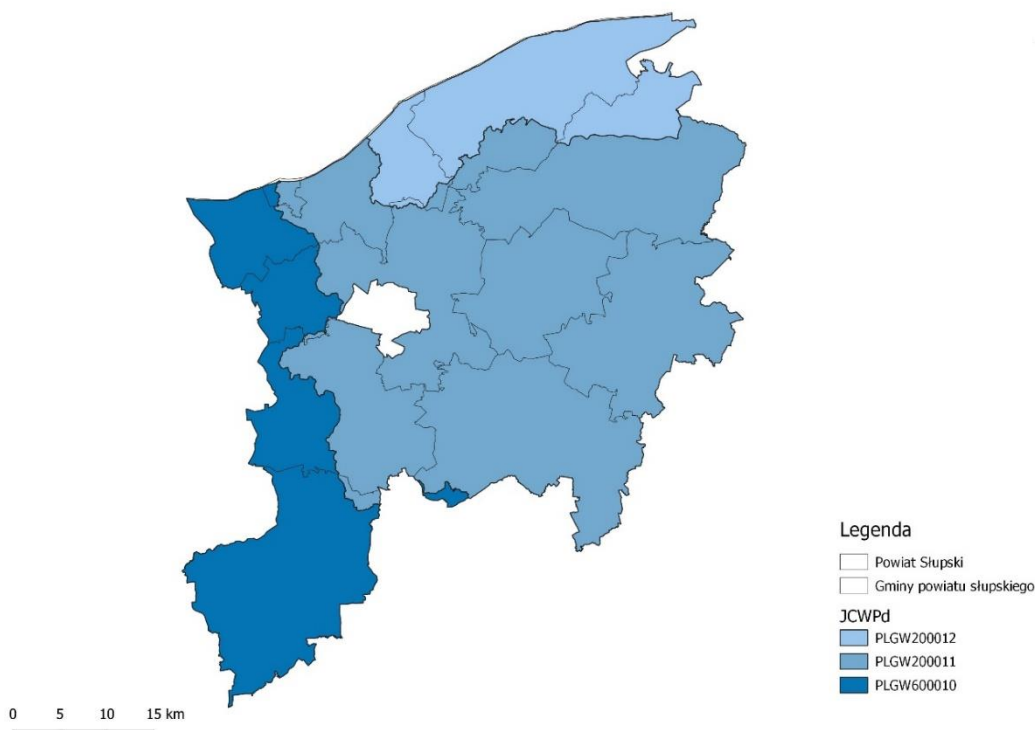 Legenda
Powiat Słupski
Gminy powiatu słupskiego
JCWPd
PLGW200012
PLGW200011
PLGW600010
0 5 10 15 km